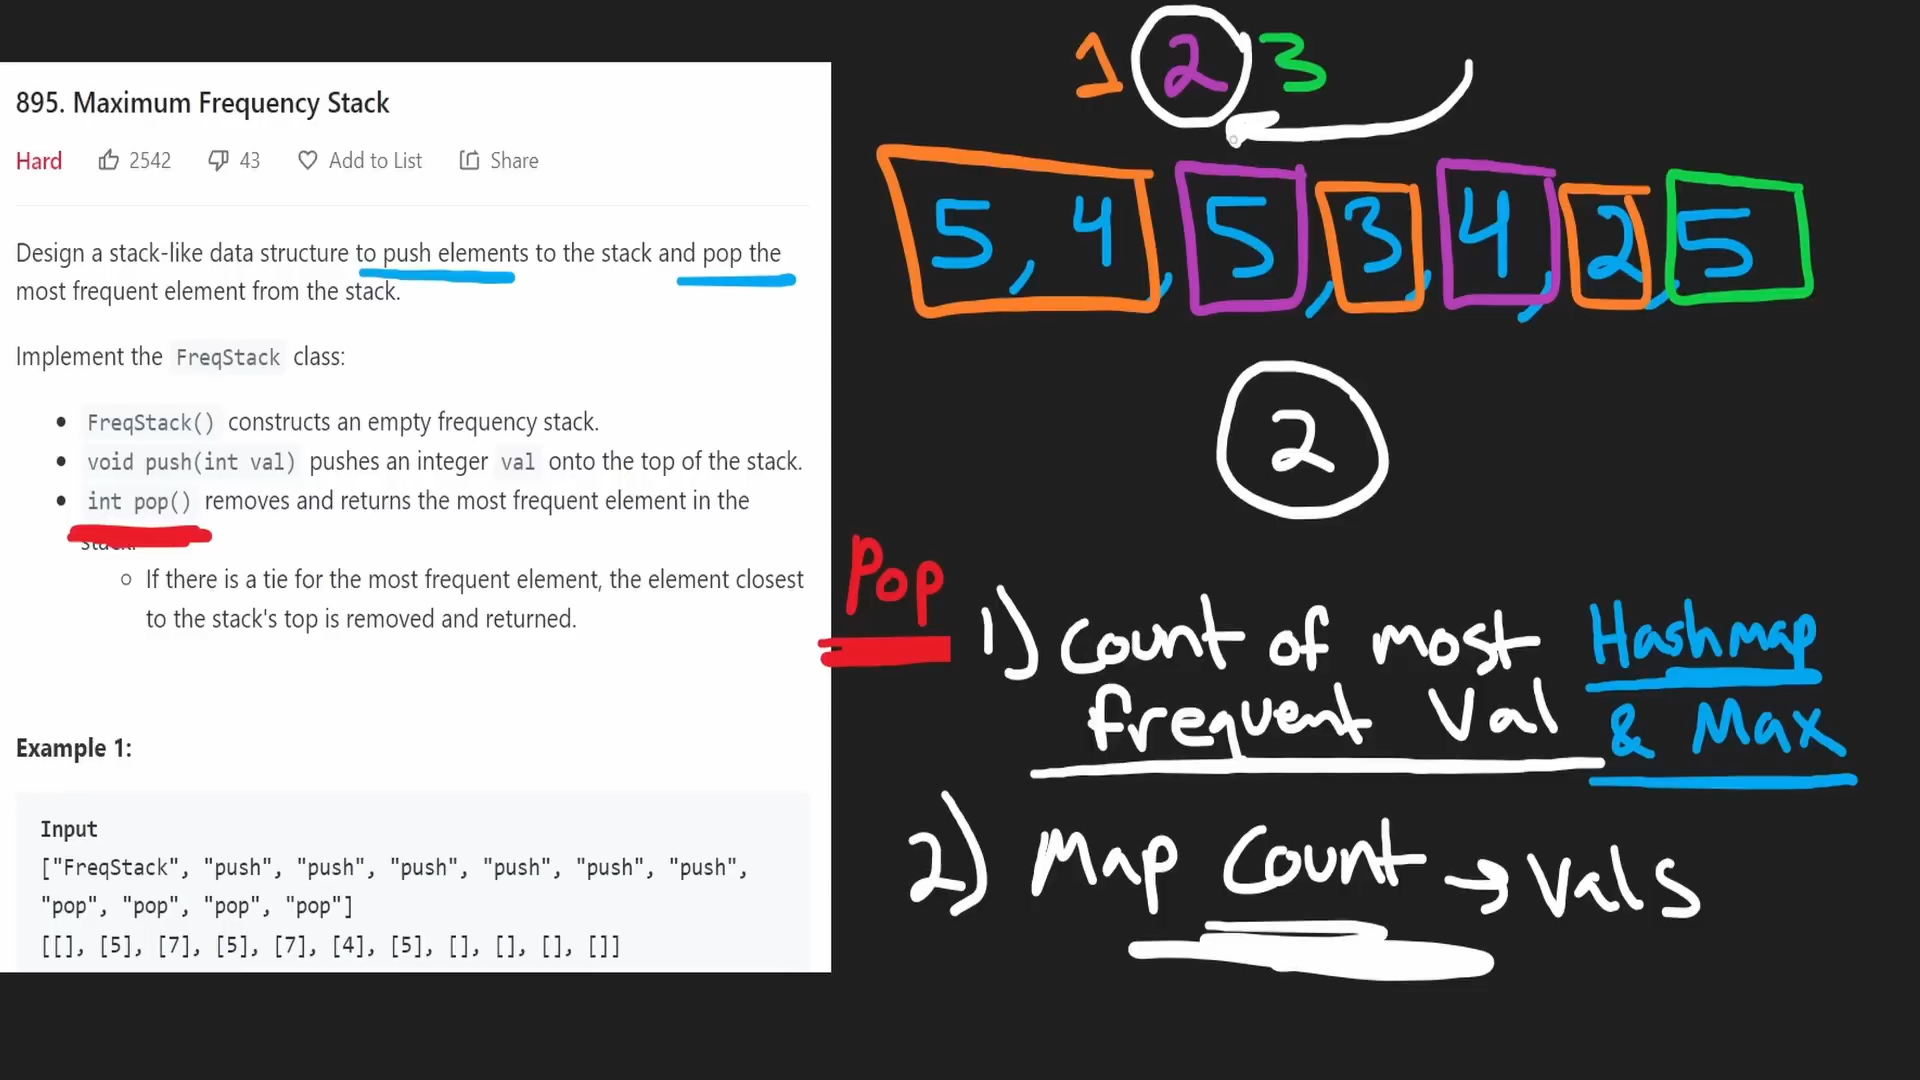 895. Maximum Frequency Stack
Hard 2542 43 Add to List Share
Design a stack-like data structure to push elements to the stack and pop the
most frequent element from the stack.
Implement the FreqStack class:
FreqStack() constructs an empty frequency stack.
void push(int val) pushes an integer val onto the top of the stack.
int pop() removes and returns the most frequent element in the
stack.
If there is a tie for the most frequent element, the element closest
to the stack's top is removed and returned.
Example 1:
Input
["FreqStack", "push", "push", "push", "push", "push", "push",
"pop", "pop", "pop", "pop"]
[[], [5], [7], [5], [7], [4], [5], [], [], [], []]
1 2 3
5, 4, 5, 3, 4, 2, 5
2
Pop
1) Count of most
frequent Val
Hashmap
& Max
2) Map Count → Vals